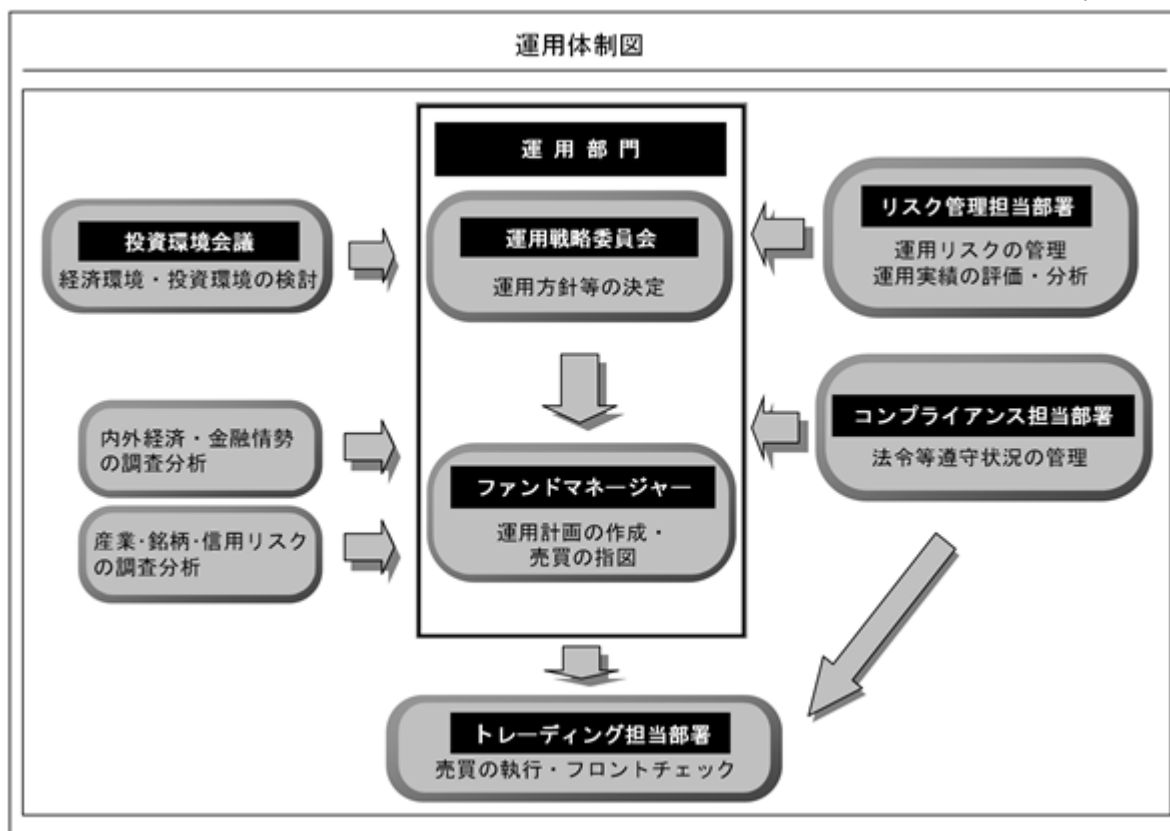 運用体制図
運用部門
投資環境会議
経済環境・投資環境の検討
運用戦略委員会
運用方針等の決定
リスク管理担当部署
運用リスクの管理
運用実績の評価・分析
内外経済・金融情勢
の調査分析
産業・銘柄・信用リスク
の調査分析
ファンドマネージャー
運用計画の作成・
売買の指図
コンプライアンス担当部署
法令等遵守状況の管理
トレーディング担当部署
売買の執行・フロントチェック